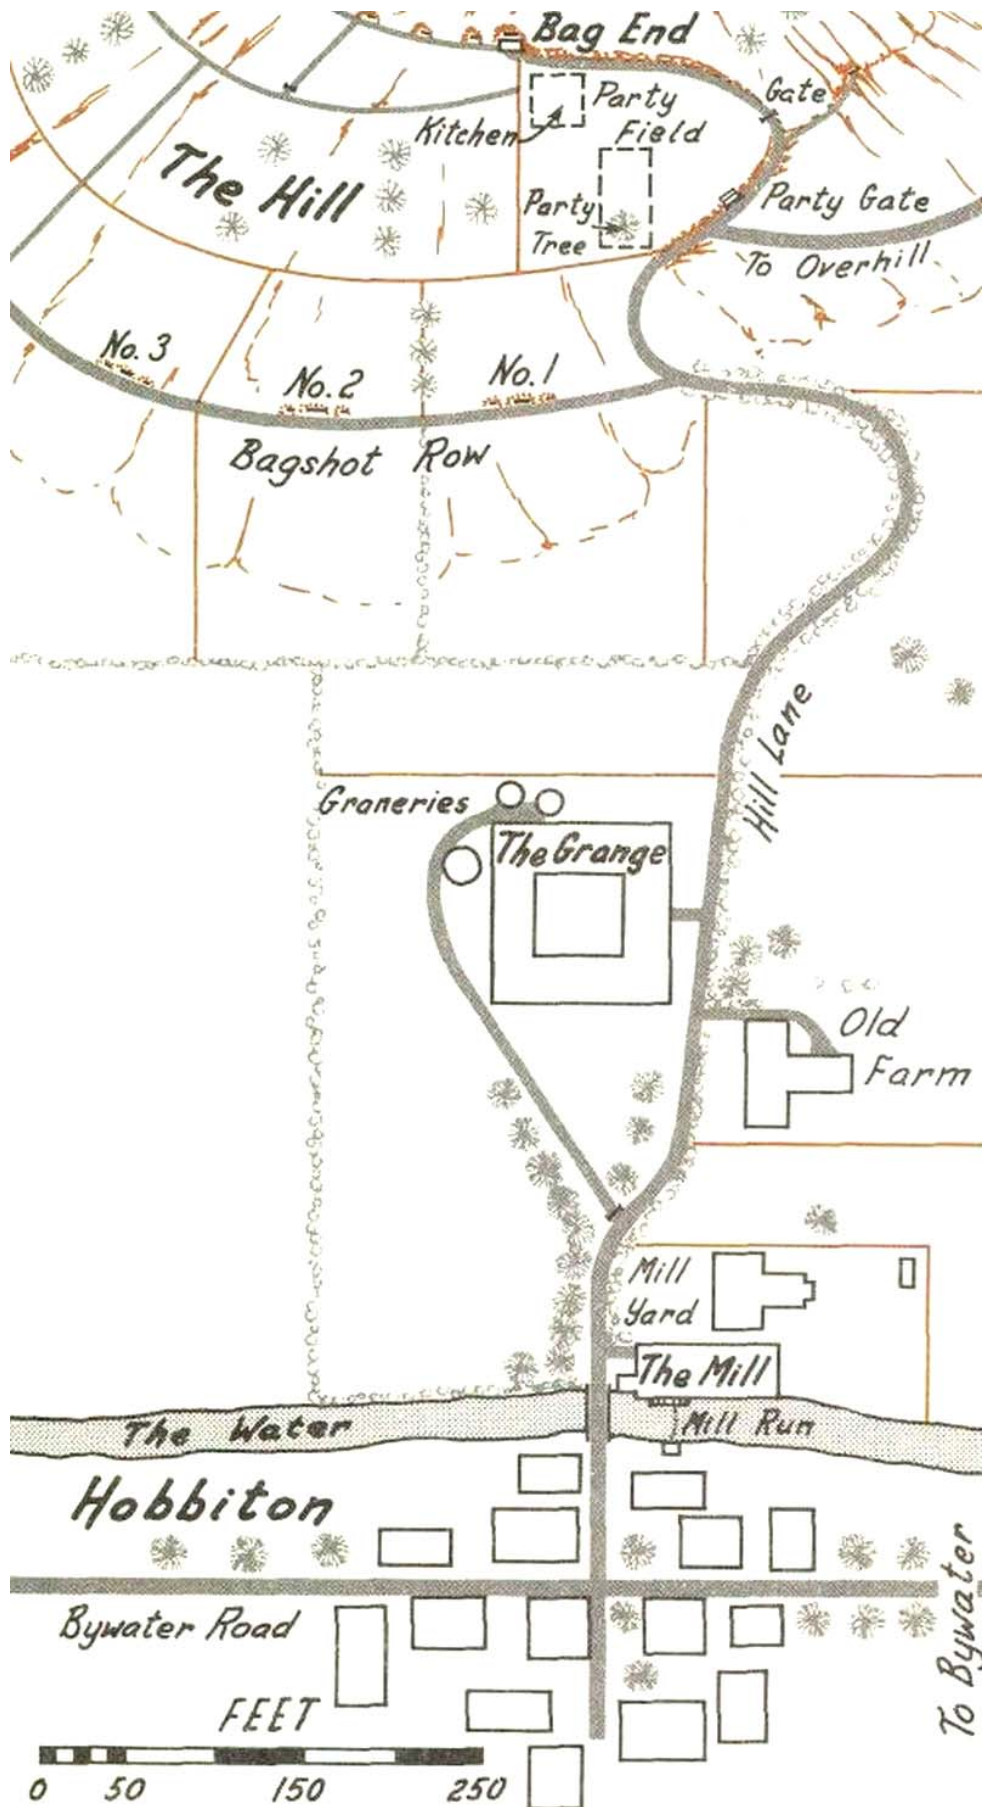 Bag End
Gate
Party
Field
Kitchen
The Hill
Party
Tree
Party Gate
To Overhill
No. 3
No. 2
No. 1
Bagshot Row
Hill Lane
Graneries
The Grange
Old
Farm
Mill
Yard
The Mill
The Water
Mill Run
Hobbiton
Bywater Road
To Bywater
FEET
0 50 150 250